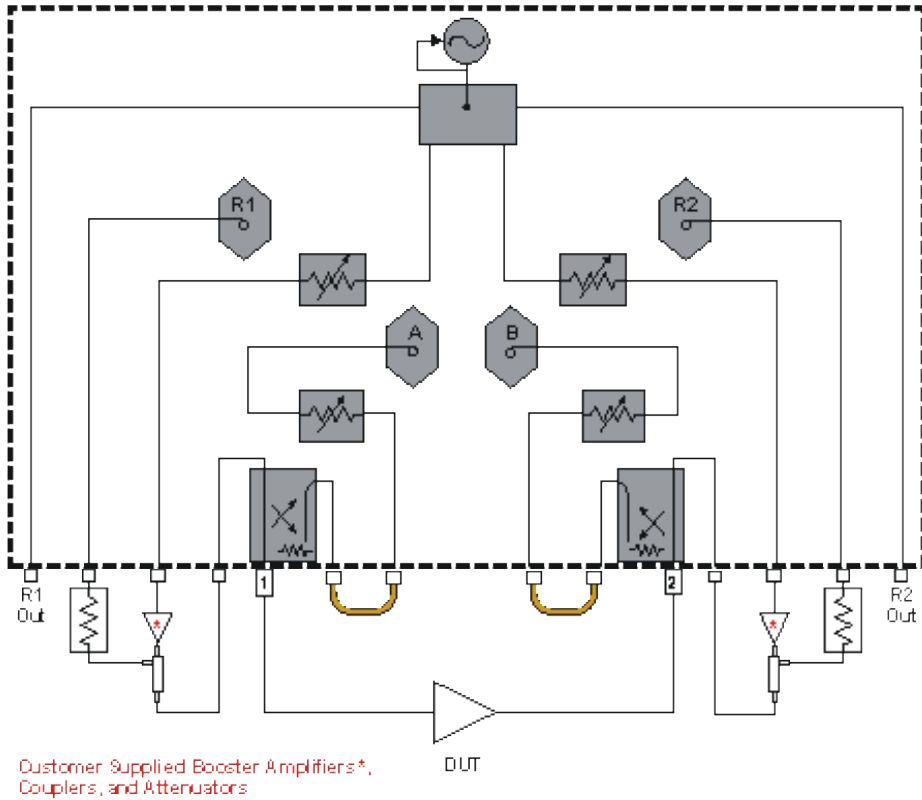 R1
R2
A
B
1
2
R1
Out
R2
Out
*
*
DUT
Customer Supplied Booster Amplifiers*,
Couplers, and Attenuators